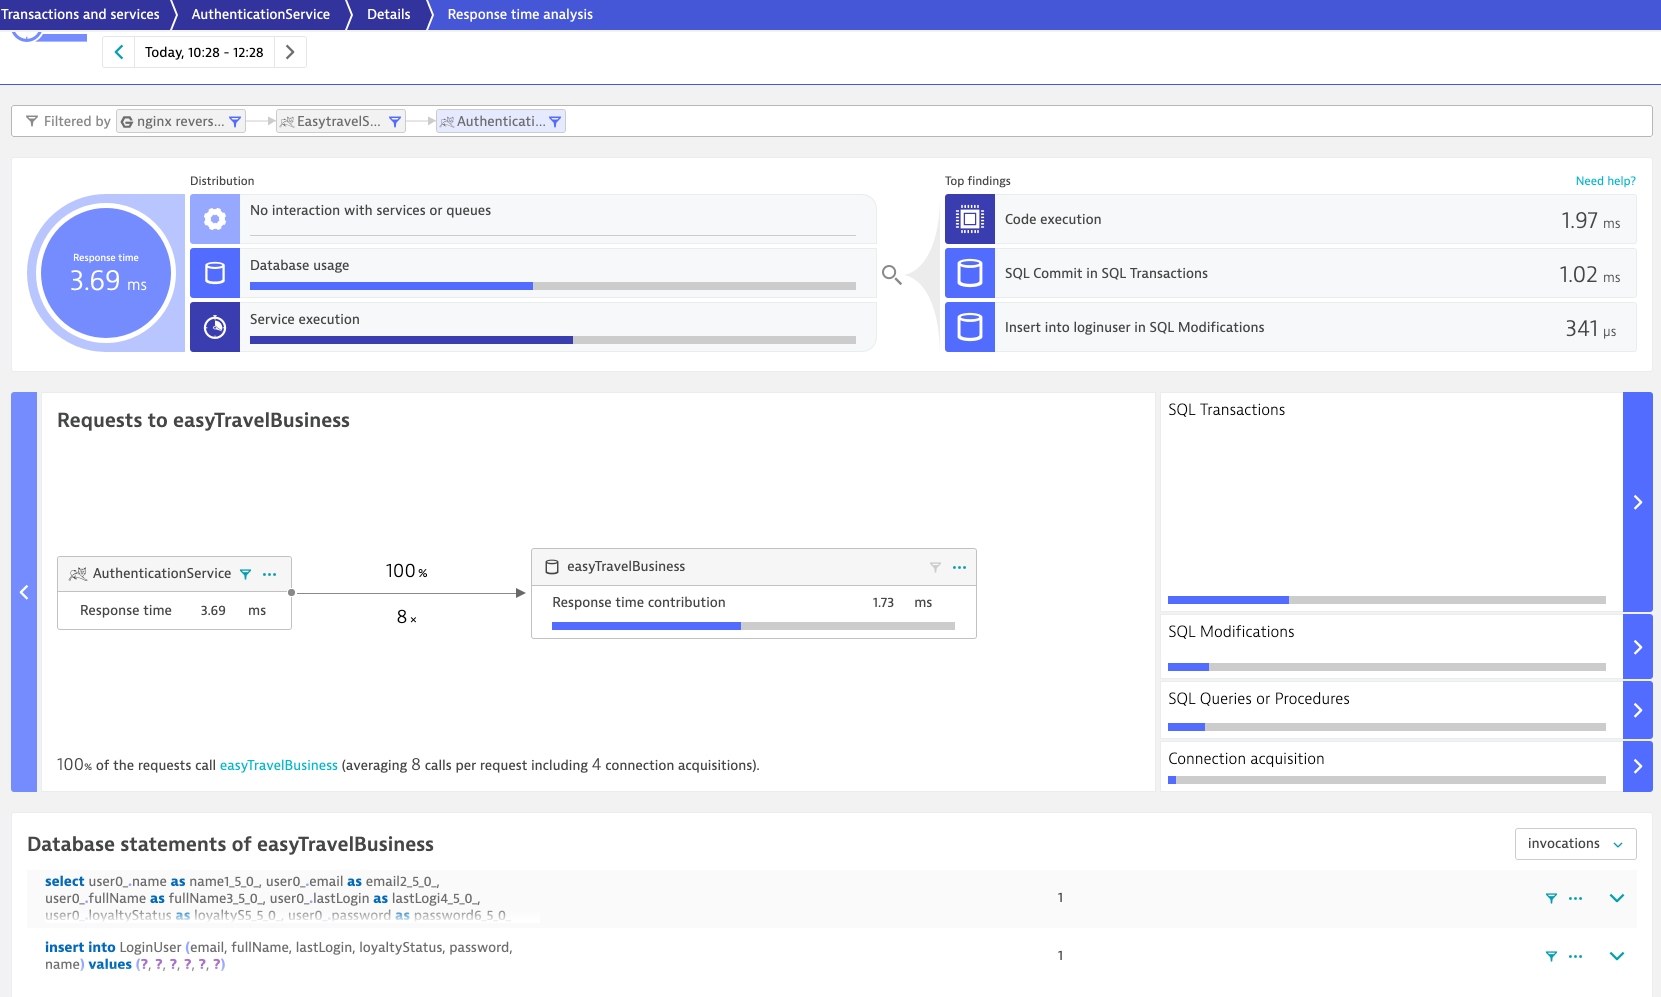 Transactions and services
AuthenticationService
Details
Response time analysis
Today, 10:28 - 12:28
Filtered by
nginx revers...
EasytravelS...
Authenticati...
Distribution
Response time
3.69 ms
No interaction with services or queues
Database usage
Service execution
Top findings
Need help?
Code execution
1.97 ms
SQL Commit in SQL Transactions
1.02 ms
Insert into loginuser in SQL Modifications
341 µs
Requests to easyTravelBusiness
AuthenticationService
Response time 3.69 ms
100 %
8 ×
easyTravelBusiness
Response time contribution 1.73 ms
100% of the requests call easyTravelBusiness (averaging 8 calls per request including 4 connection acquisitions).
SQL Transactions
SQL Modifications
SQL Queries or Procedures
Connection acquisition
Database statements of easyTravelBusiness
invocations
select user0_.name as name1_5_0_, user0_.email as email2_5_0_,
user0_.fullName as fullName3_5_0_, user0_.lastLogin as lastLogi4_5_0_,
user0_.loyaltyStatus as loyaltyS5_5_0_, user0_.password as password6_5_0_
1
insert into LoginUser (email, fullName, lastLogin, loyaltyStatus, password,
name) values (?, ?, ?, ?, ?, ?)
1